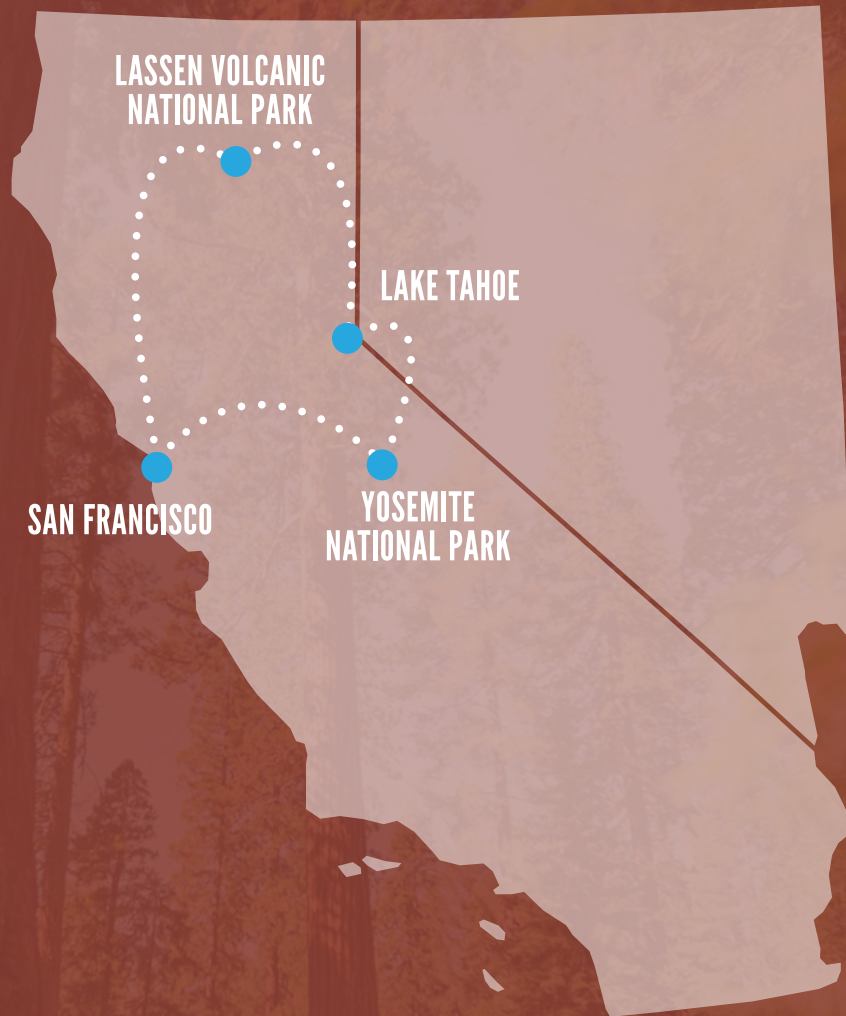 LASSEN VOLCANIC
NATIONAL PARK
LAKE TAHOE
SAN FRANCISCO
YOSEMITE
NATIONAL PARK